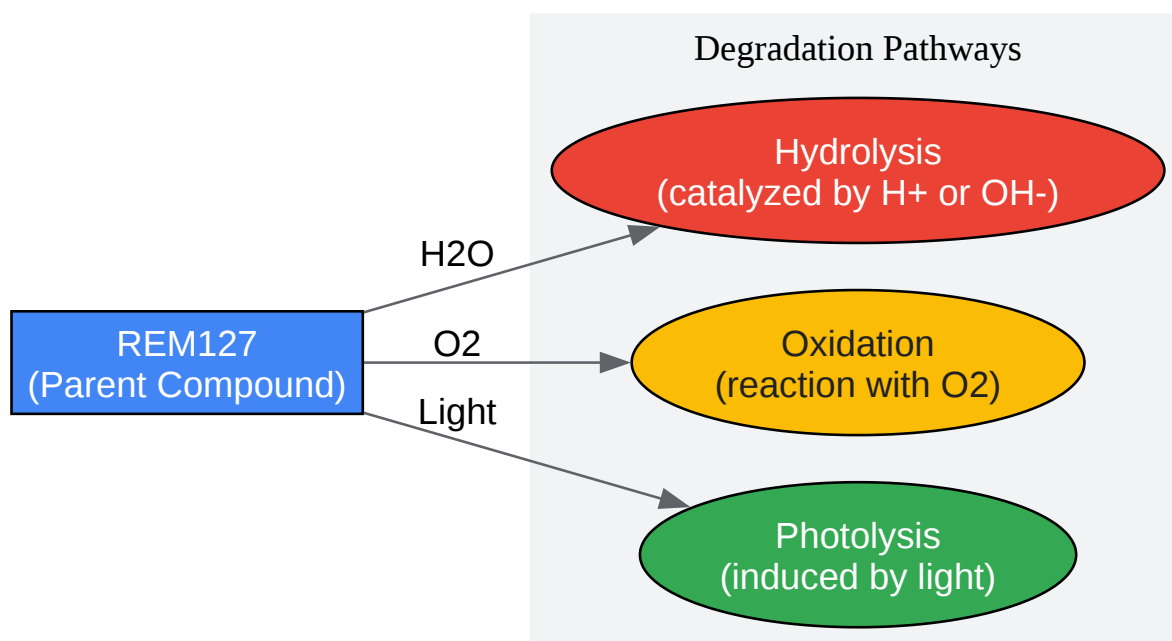 Degradation Pathways
Hydrolysis
(catalyzed by H+ or OH-)
H2O
REM127
(Parent Compound)
O2
Oxidation
(reaction with O2)
Light
Photolysis
(induced by light)